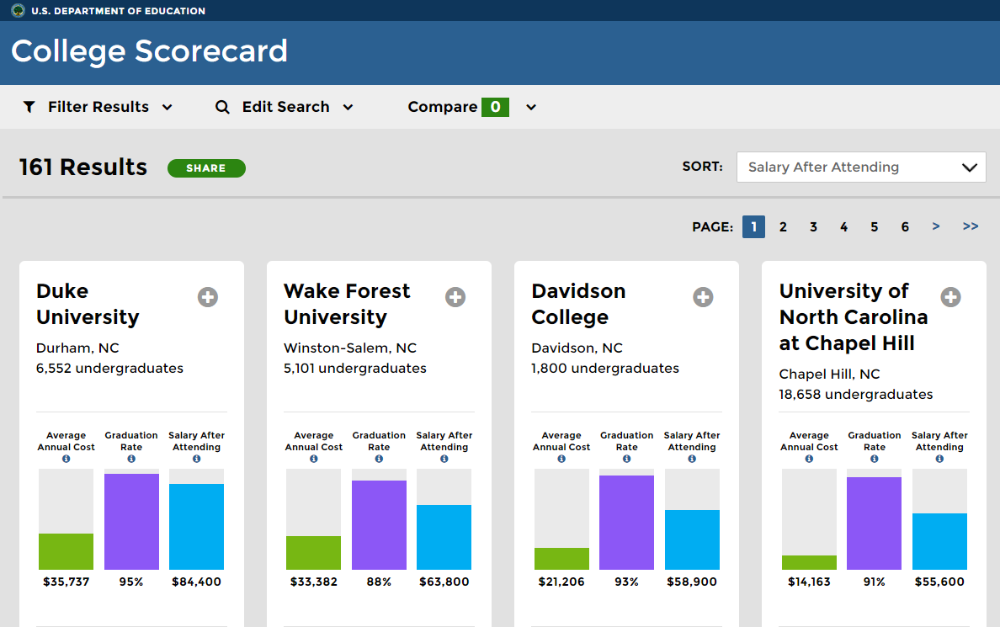 U.S. DEPARTMENT OF EDUCATION
College Scorecard
Filter Results
Edit Search
Compare 0
161 Results
SHARE
SORT:
Salary After Attending
PAGE: 1 2 3 4 5 6 > >>
Duke
University
Durham, NC
6,552 undergraduates
Average
Annual Cost
Graduation
Rate
Salary After
Attending
$35,737
95%
$84,400
Wake Forest
University
Winston-Salem, NC
5,101 undergraduates
Average
Annual Cost
Graduation
Rate
Salary After
Attending
$33,382
88%
$63,800
Davidson
College
Davidson, NC
1,800 undergraduates
Average
Annual Cost
Graduation
Rate
Salary After
Attending
$21,206
93%
$58,900
University of
North Carolina
at Chapel Hill
Chapel Hill, NC
18,658 undergraduates
Average
Annual Cost
Graduation
Rate
Salary After
Attending
$14,163
91%
$55,600